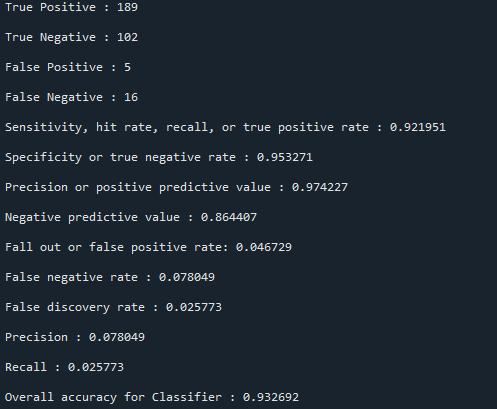 True Positive : 189
True Negative : 102
False Positive : 5
False Negative : 16
Sensitivity, hit rate, recall, or true positive rate : 0.921951
Specificity or true negative rate : 0.953271
Precision or positive predictive value : 0.974227
Negative predictive value : 0.864407
Fall out or false positive rate: 0.046729
False negative rate : 0.078049
False discovery rate : 0.025773
Precision : 0.078049
Recall : 0.025773
Overall accuracy for Classifier : 0.932692